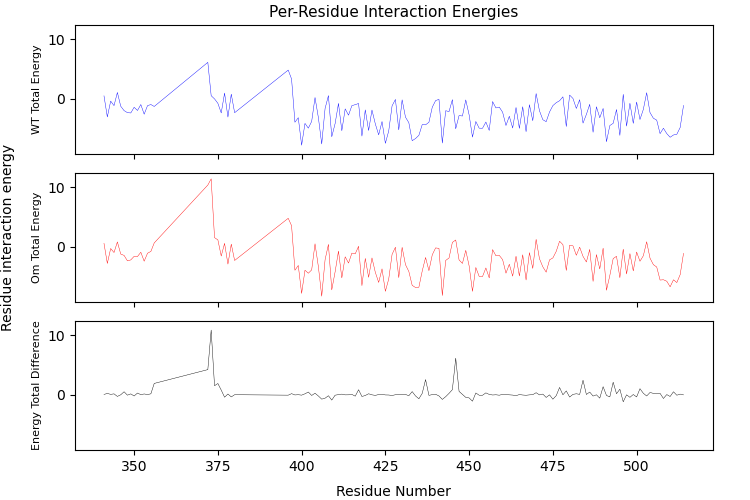 Per-Residue Interaction Energies
10
0
WT Total Energy
10
0
Om Total Energy
Residue interaction energy
10
0
Energy Total Difference
350 375 400 425 450 475 500
Residue Number